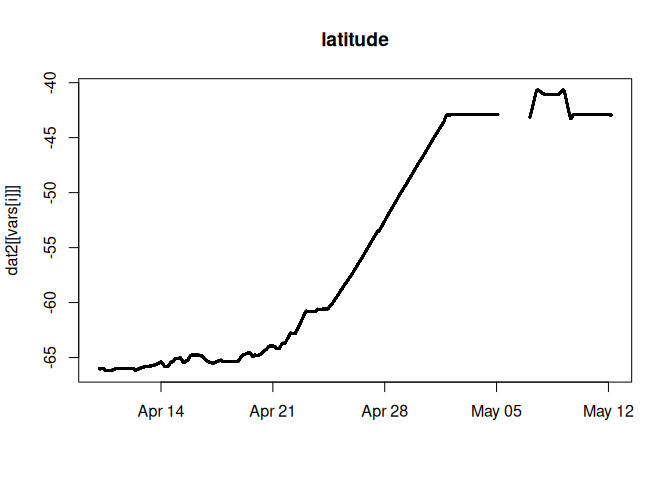 latitude
dat2[[vars[i]]]
-40
-45
-50
-55
-60
-65
Apr 14
Apr 21
Apr 28
May 05
May 12